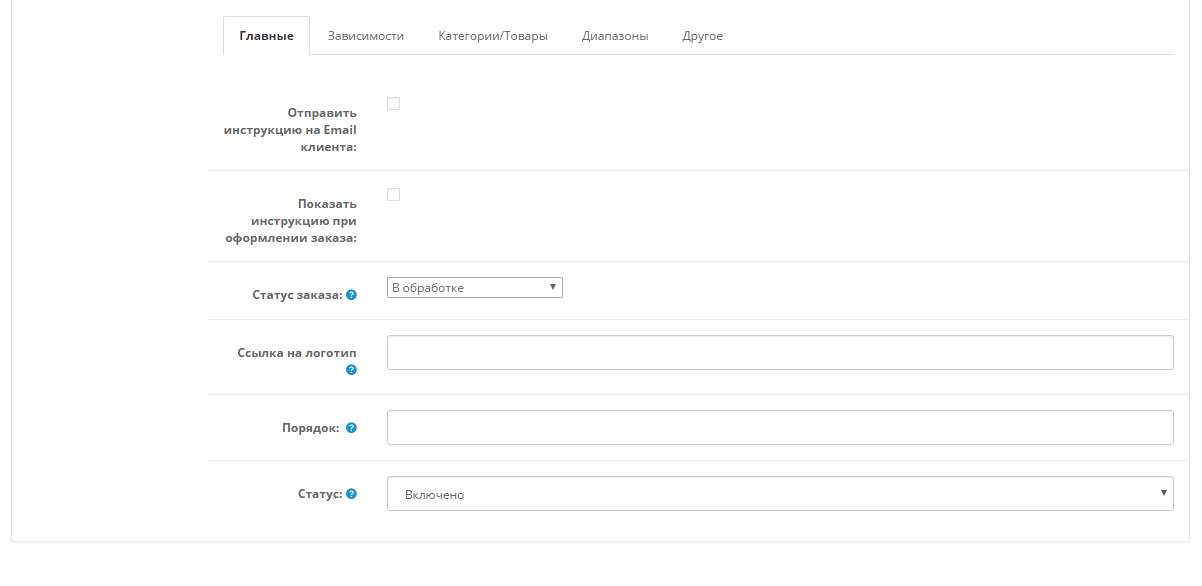 Главные Зависимости Категории/Товары Диапазоны Другое
Отправить
инструкцию на Email
клиента:
Показать
инструкцию при
оформлении заказа:
Статус заказа: ? В обработке
Ссылка на логотип
?
Порядок: ?
Статус: ? Включено